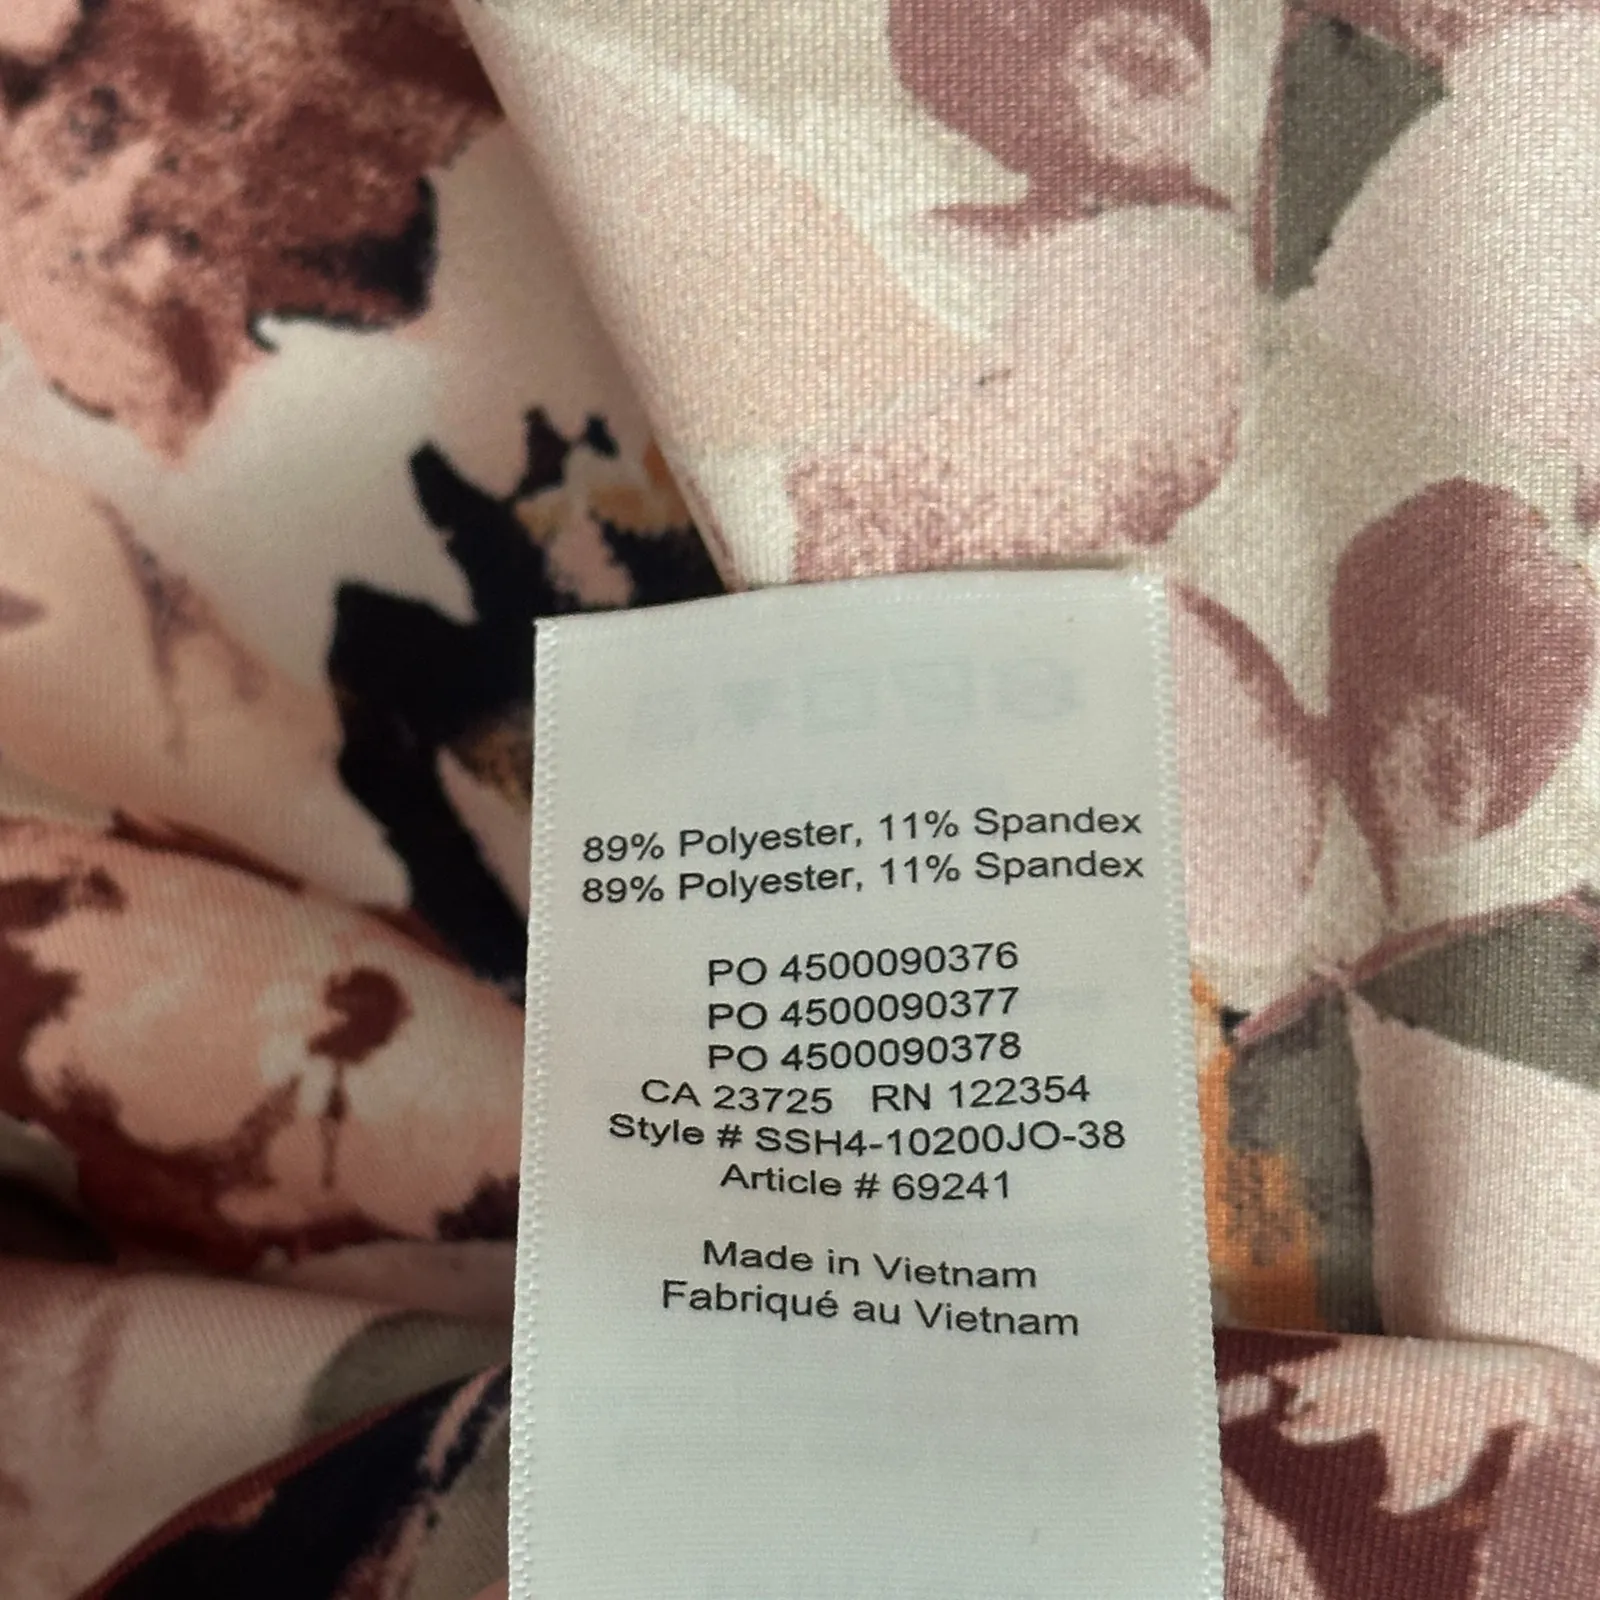 89% Polyester, 11% Spandex
89% Polyester, 11% Spandex
PO 4500090376
PO 4500090377
PO 4500090378
CA 23725 RN 122354
Style # SSH4-10200JO-38
Article # 69241
Made in Vietnam
Fabriqué au Vietnam